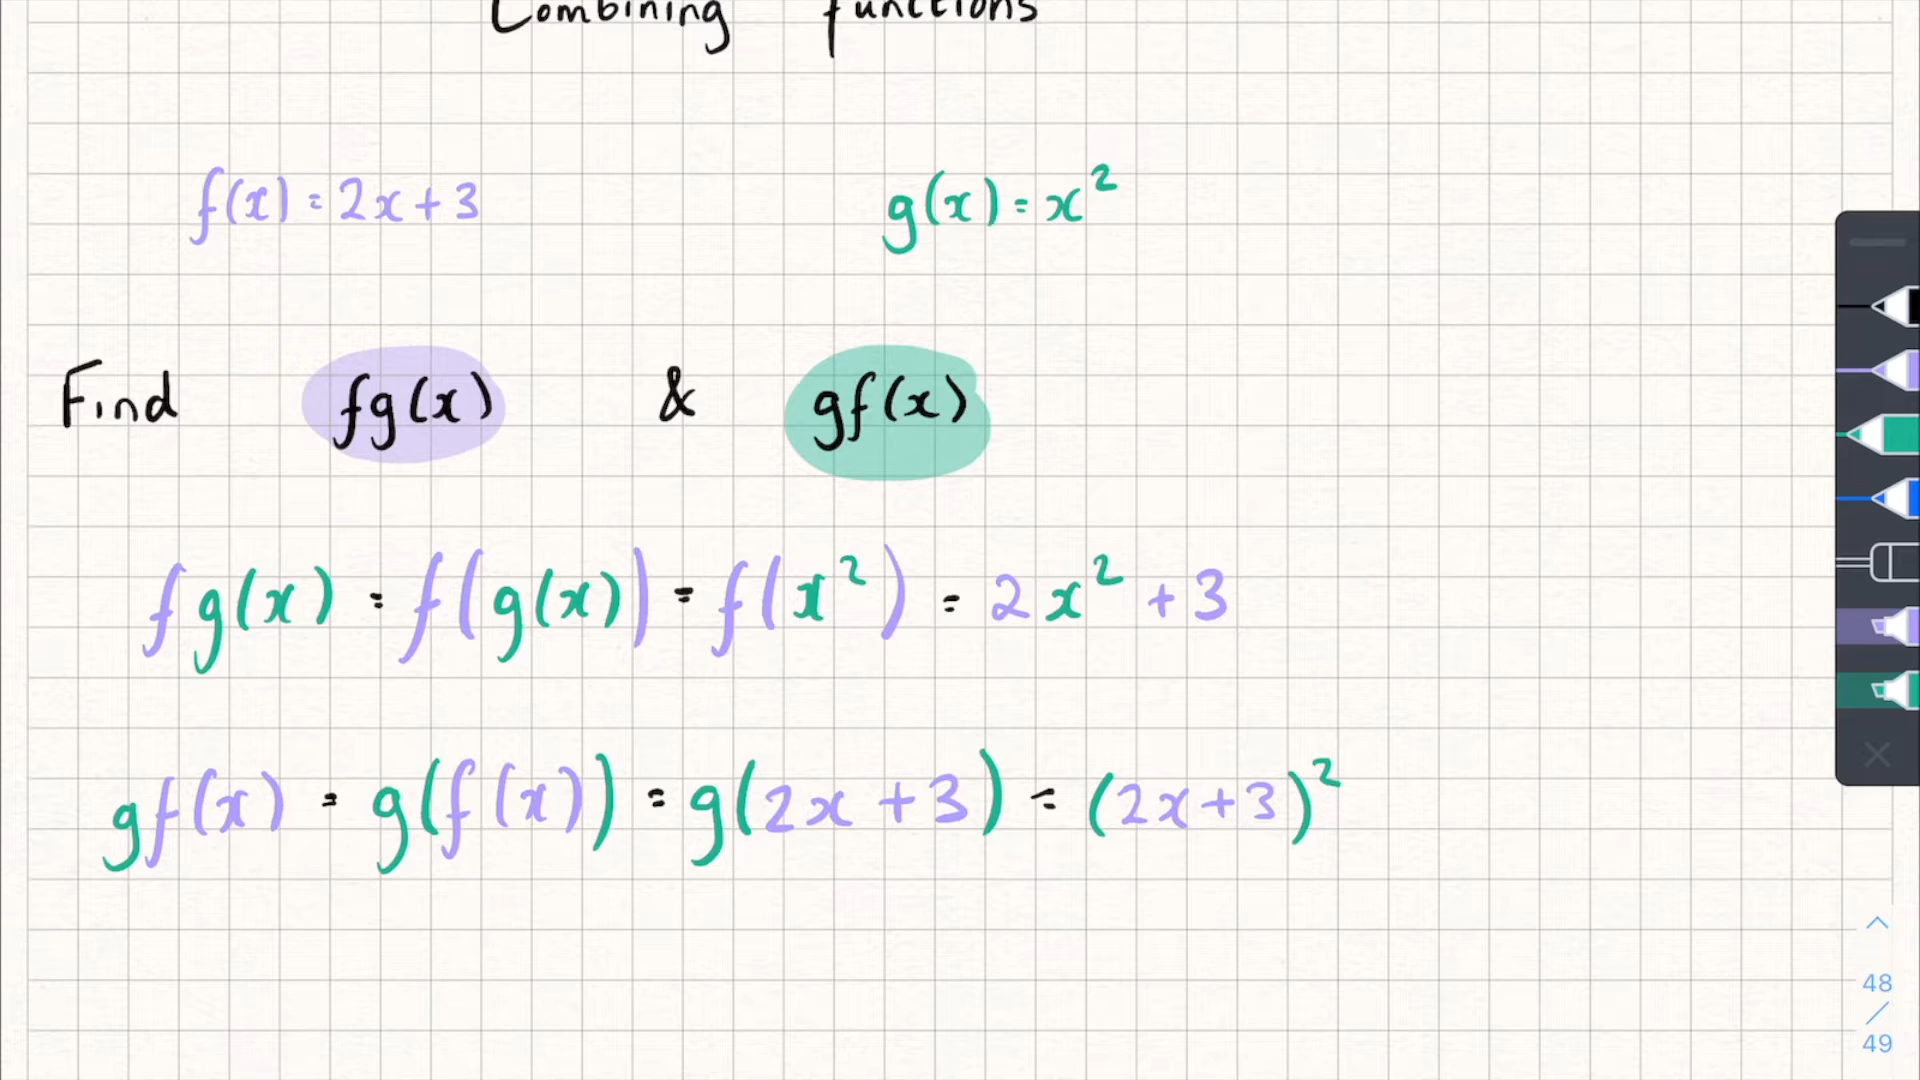 Combining functions
f(x) = 2x + 3
g(x) = x²
Find fg(x) & gf(x)
fg(x) = f(g(x)) = f(x²) = 2x² + 3
gf(x) = g(f(x)) = g(2x + 3) = (2x + 3)²
48
/
49